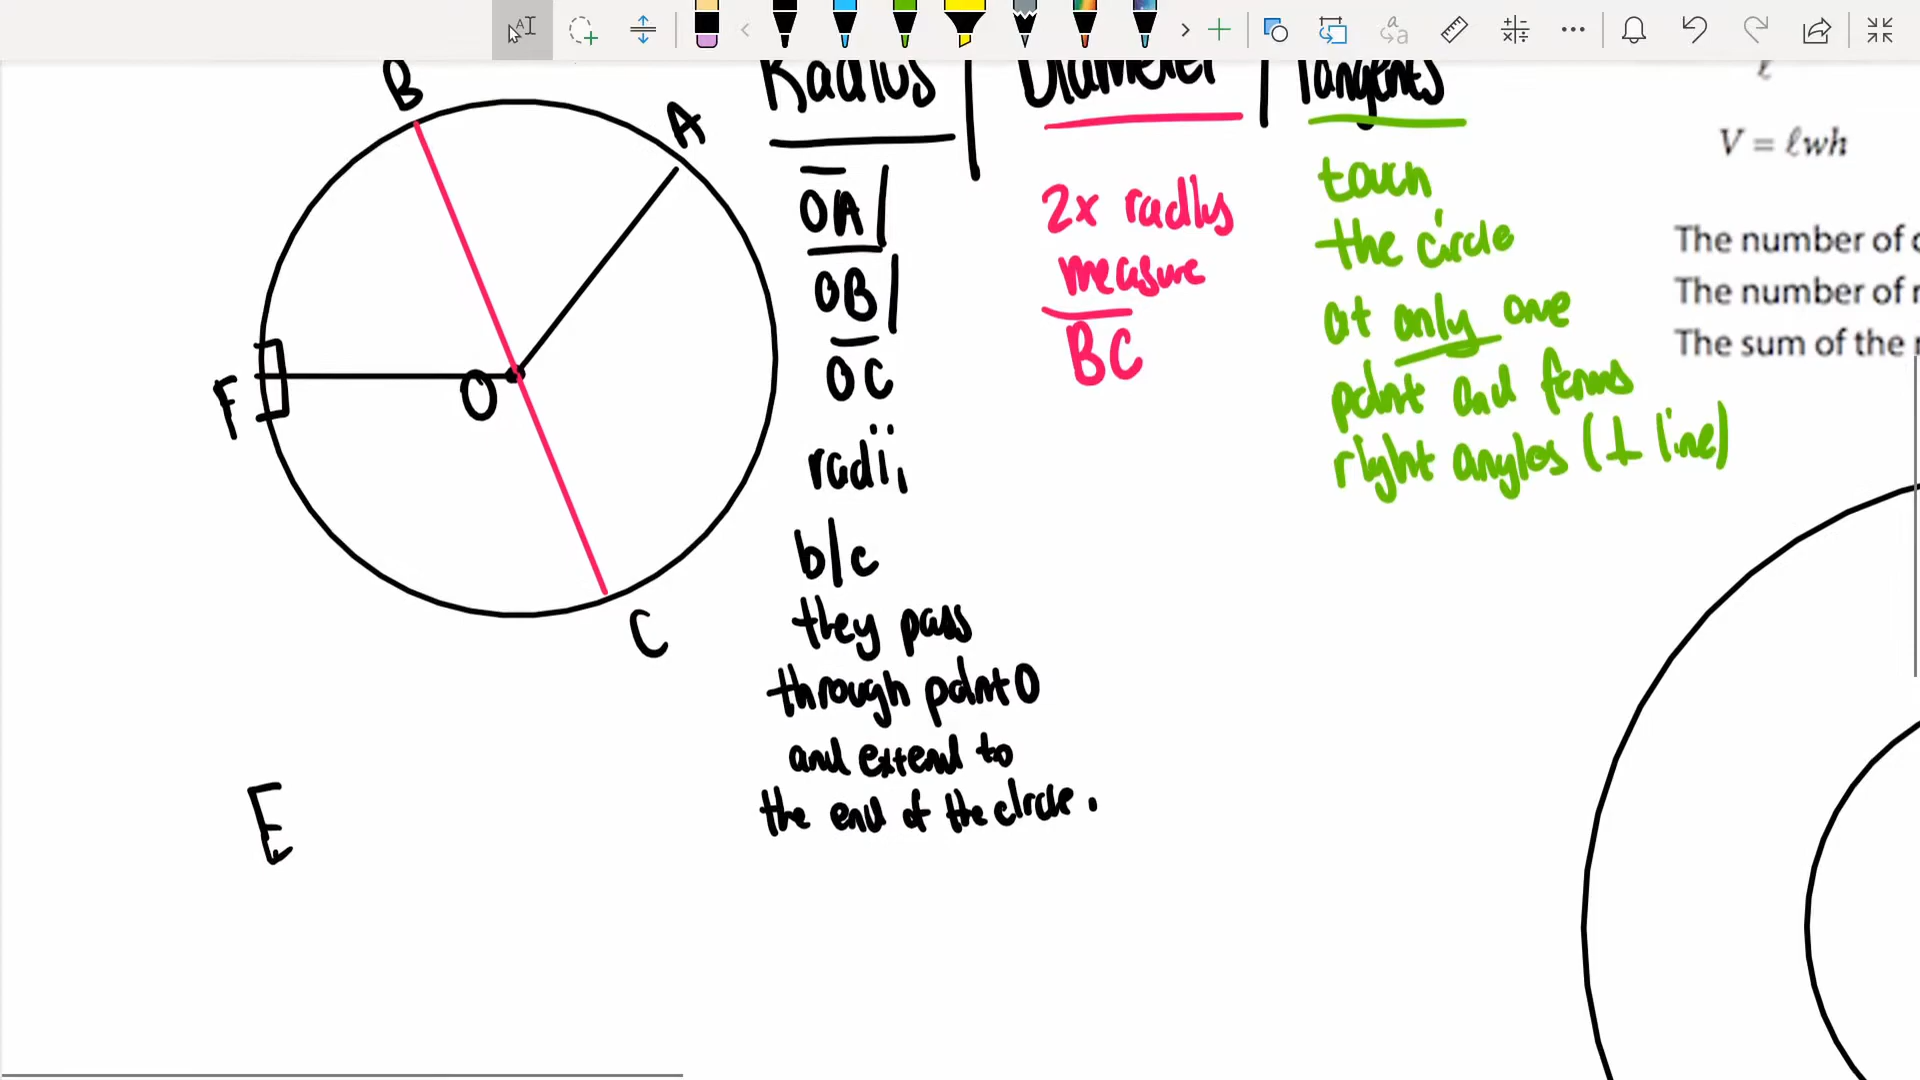 B
A
F
O
C
E
Radius
OA
OB
OC
radii,
b/c
they pass
through point O
and extend to
the end of the circle.
Diameter
2x radius
measure
BC
Tangents
touch
the circle
at only one
point and forms
right angles (⊥ line)
ℓ
V = ℓwh
The number of
The number of
The sum of the